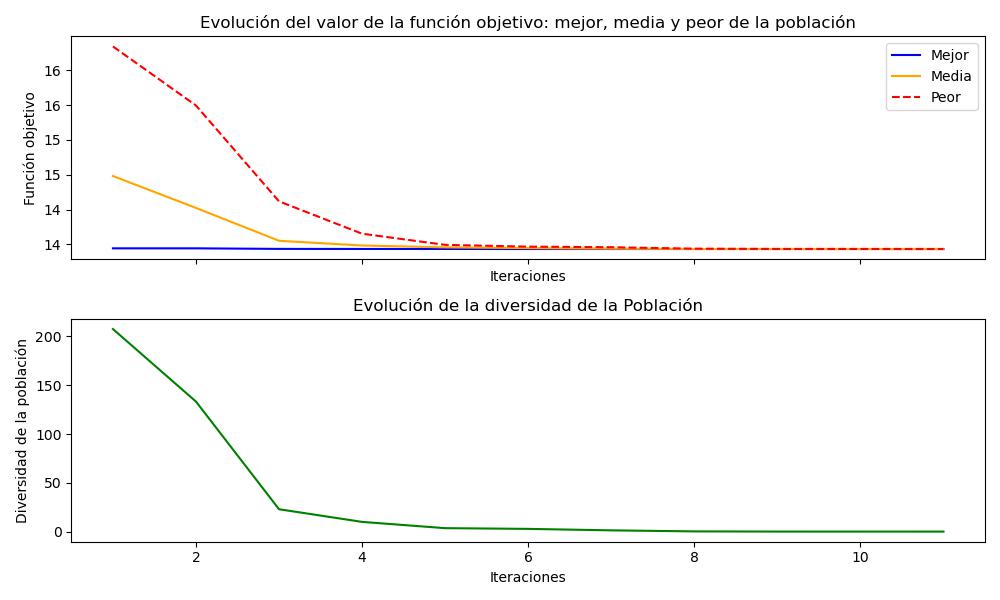 Evolución del valor de la función objetivo: mejor, media y peor de la población
Función objetivo
16
16
15
15
14
14
Mejor
Media
Peor
Iteraciones
Evolución de la diversidad de la Población
Diversidad de la población
200
150
100
50
0
2 4 6 8 10
Iteraciones